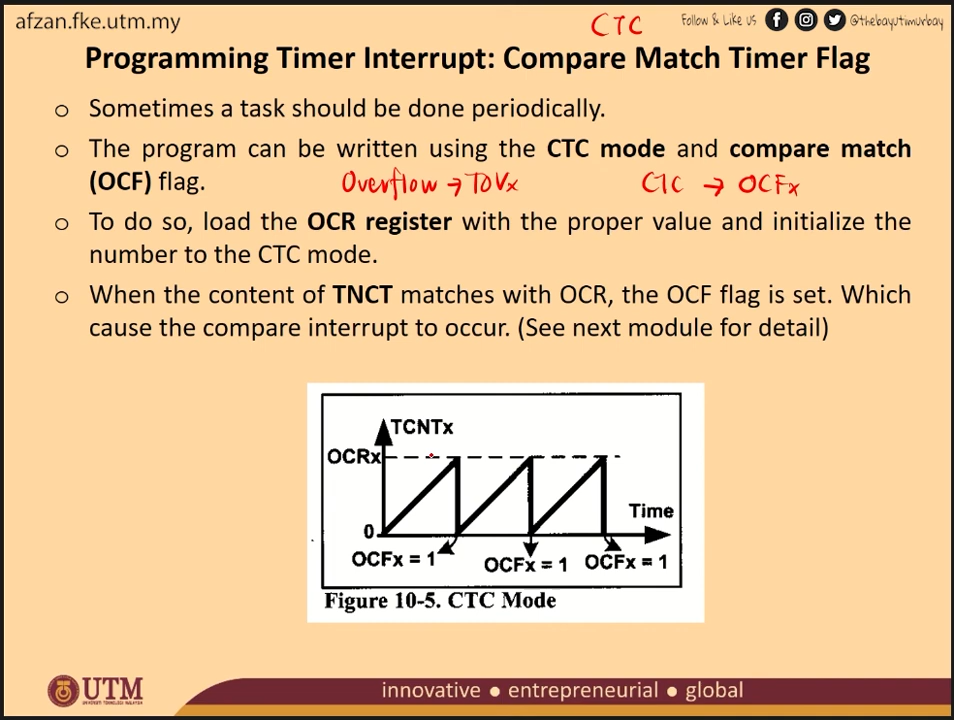 afzan.fke.utm.my
CTC
Follow & Like us @thebayutimurbay
Programming Timer Interrupt: Compare Match Timer Flag
o Sometimes a task should be done periodically.
o The program can be written using the CTC mode and compare match
(OCF) flag.
Overflow → TOVx CTC → OCFx
o To do so, load the OCR register with the proper value and initialize the
number to the CTC mode.
o When the content of TNCT matches with OCR, the OCF flag is set. Which
cause the compare interrupt to occur. (See next module for detail)
TCNTx
OCRx
Time
0
OCFx = 1 OCFx = 1 OCFx = 1
Figure 10-5. CTC Mode
UTM
UNIVERSITI TEKNOLOGI MALAYSIA
innovative ● entrepreneurial ● global